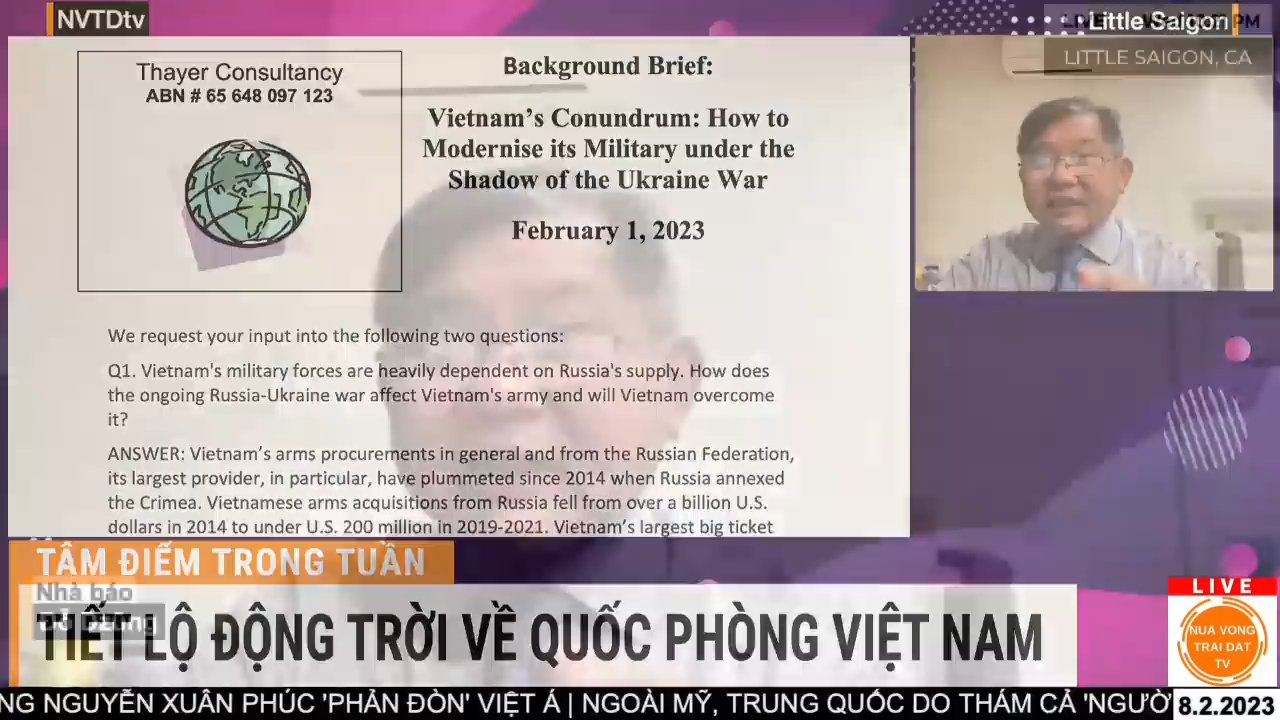 NVTDtv
Little Saigon
LITTLE SAIGON, CA
Thayer Consultancy
ABN # 65 648 097 123
Background Brief:
Vietnam's Conundrum: How to
Modernise its Military under the
Shadow of the Ukraine War
February 1, 2023
We request your input into the following two questions:
Q1. Vietnam's military forces are heavily dependent on Russia's supply. How does
the ongoing Russia-Ukraine war affect Vietnam's army and will Vietnam overcome
it?
ANSWER: Vietnam's arms procurements in general and from the Russian Federation,
its largest provider, in particular, have plummeted since 2014 when Russia annexed
the Crimea. Vietnamese arms acquisitions from Russia fell from over a billion U.S.
dollars in 2014 to under U.S. 200 million in 2019-2021. Vietnam's largest big ticket
TÂM ĐIỂM TRONG TUẦN
Nhà báo
TIẾT LỘ ĐỘNG TRỜI VỀ QUỐC PHÒNG VIỆT NAM
LIVE
NUA VONG
TRAI DAT
TV
NG NGUYỄN XUÂN PHÚC 'PHẢN ĐÒN' VIỆT Á | NGOÀI MỸ, TRUNG QUỐC DO THÁM CẢ 'NGƯỜ
8.2.2023